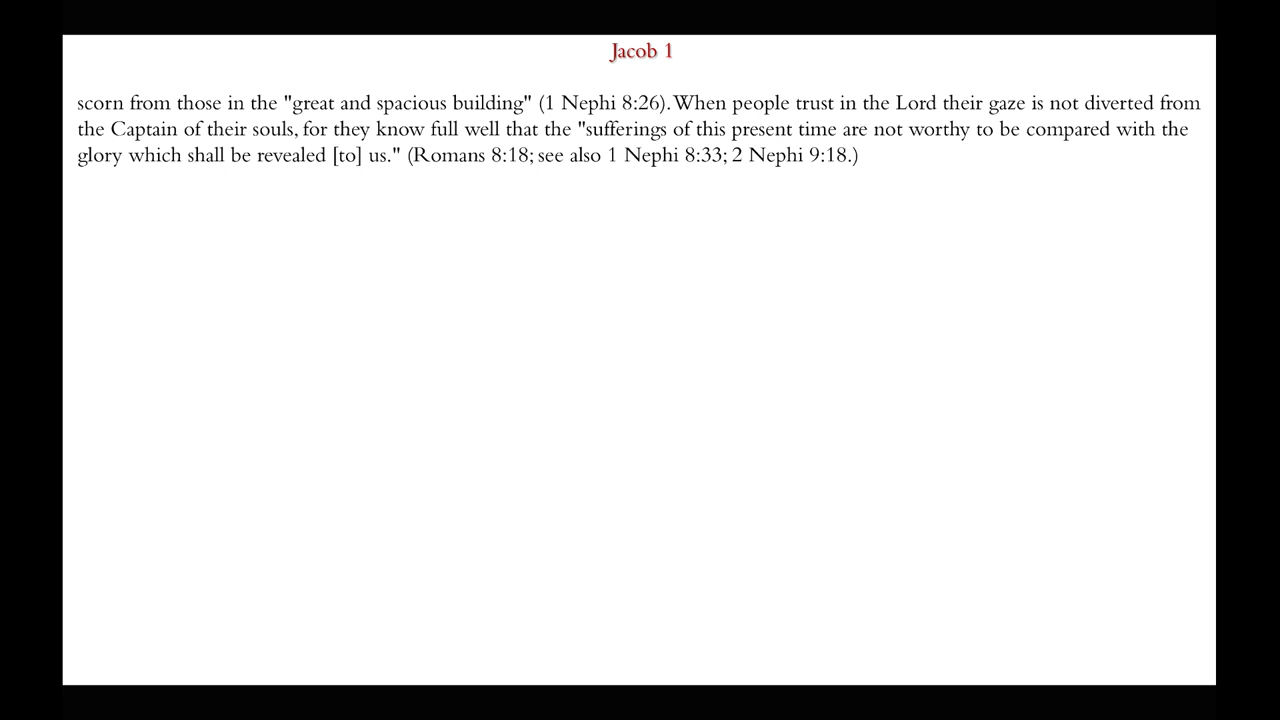 Jacob 1
scorn from those in the "great and spacious building" (1 Nephi 8:26). When people trust in the Lord their gaze is not diverted from
the Captain of their souls, for they know full well that the "sufferings of this present time are not worthy to be compared with the
glory which shall be revealed [to] us." (Romans 8:18; see also 1 Nephi 8:33; 2 Nephi 9:18.)